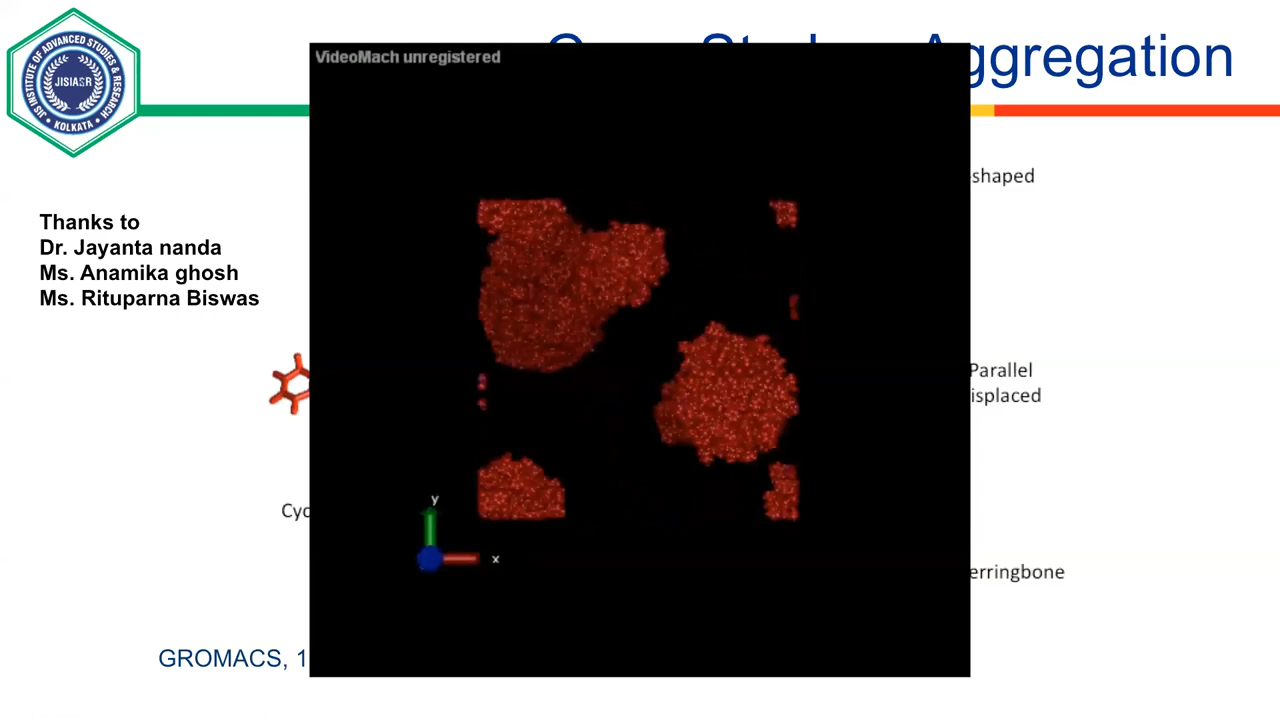 JIS INSTITUTE OF ADVANCED STUDIES & RESEARCH
JISIASR
• KOLKATA •
VideoMach unregistered
ggregation
shaped
Thanks to
Dr. Jayanta nanda
Ms. Anamika ghosh
Ms. Rituparna Biswas
Parallel
isplaced
y
x
Cyc
erringbone
GROMACS, 1